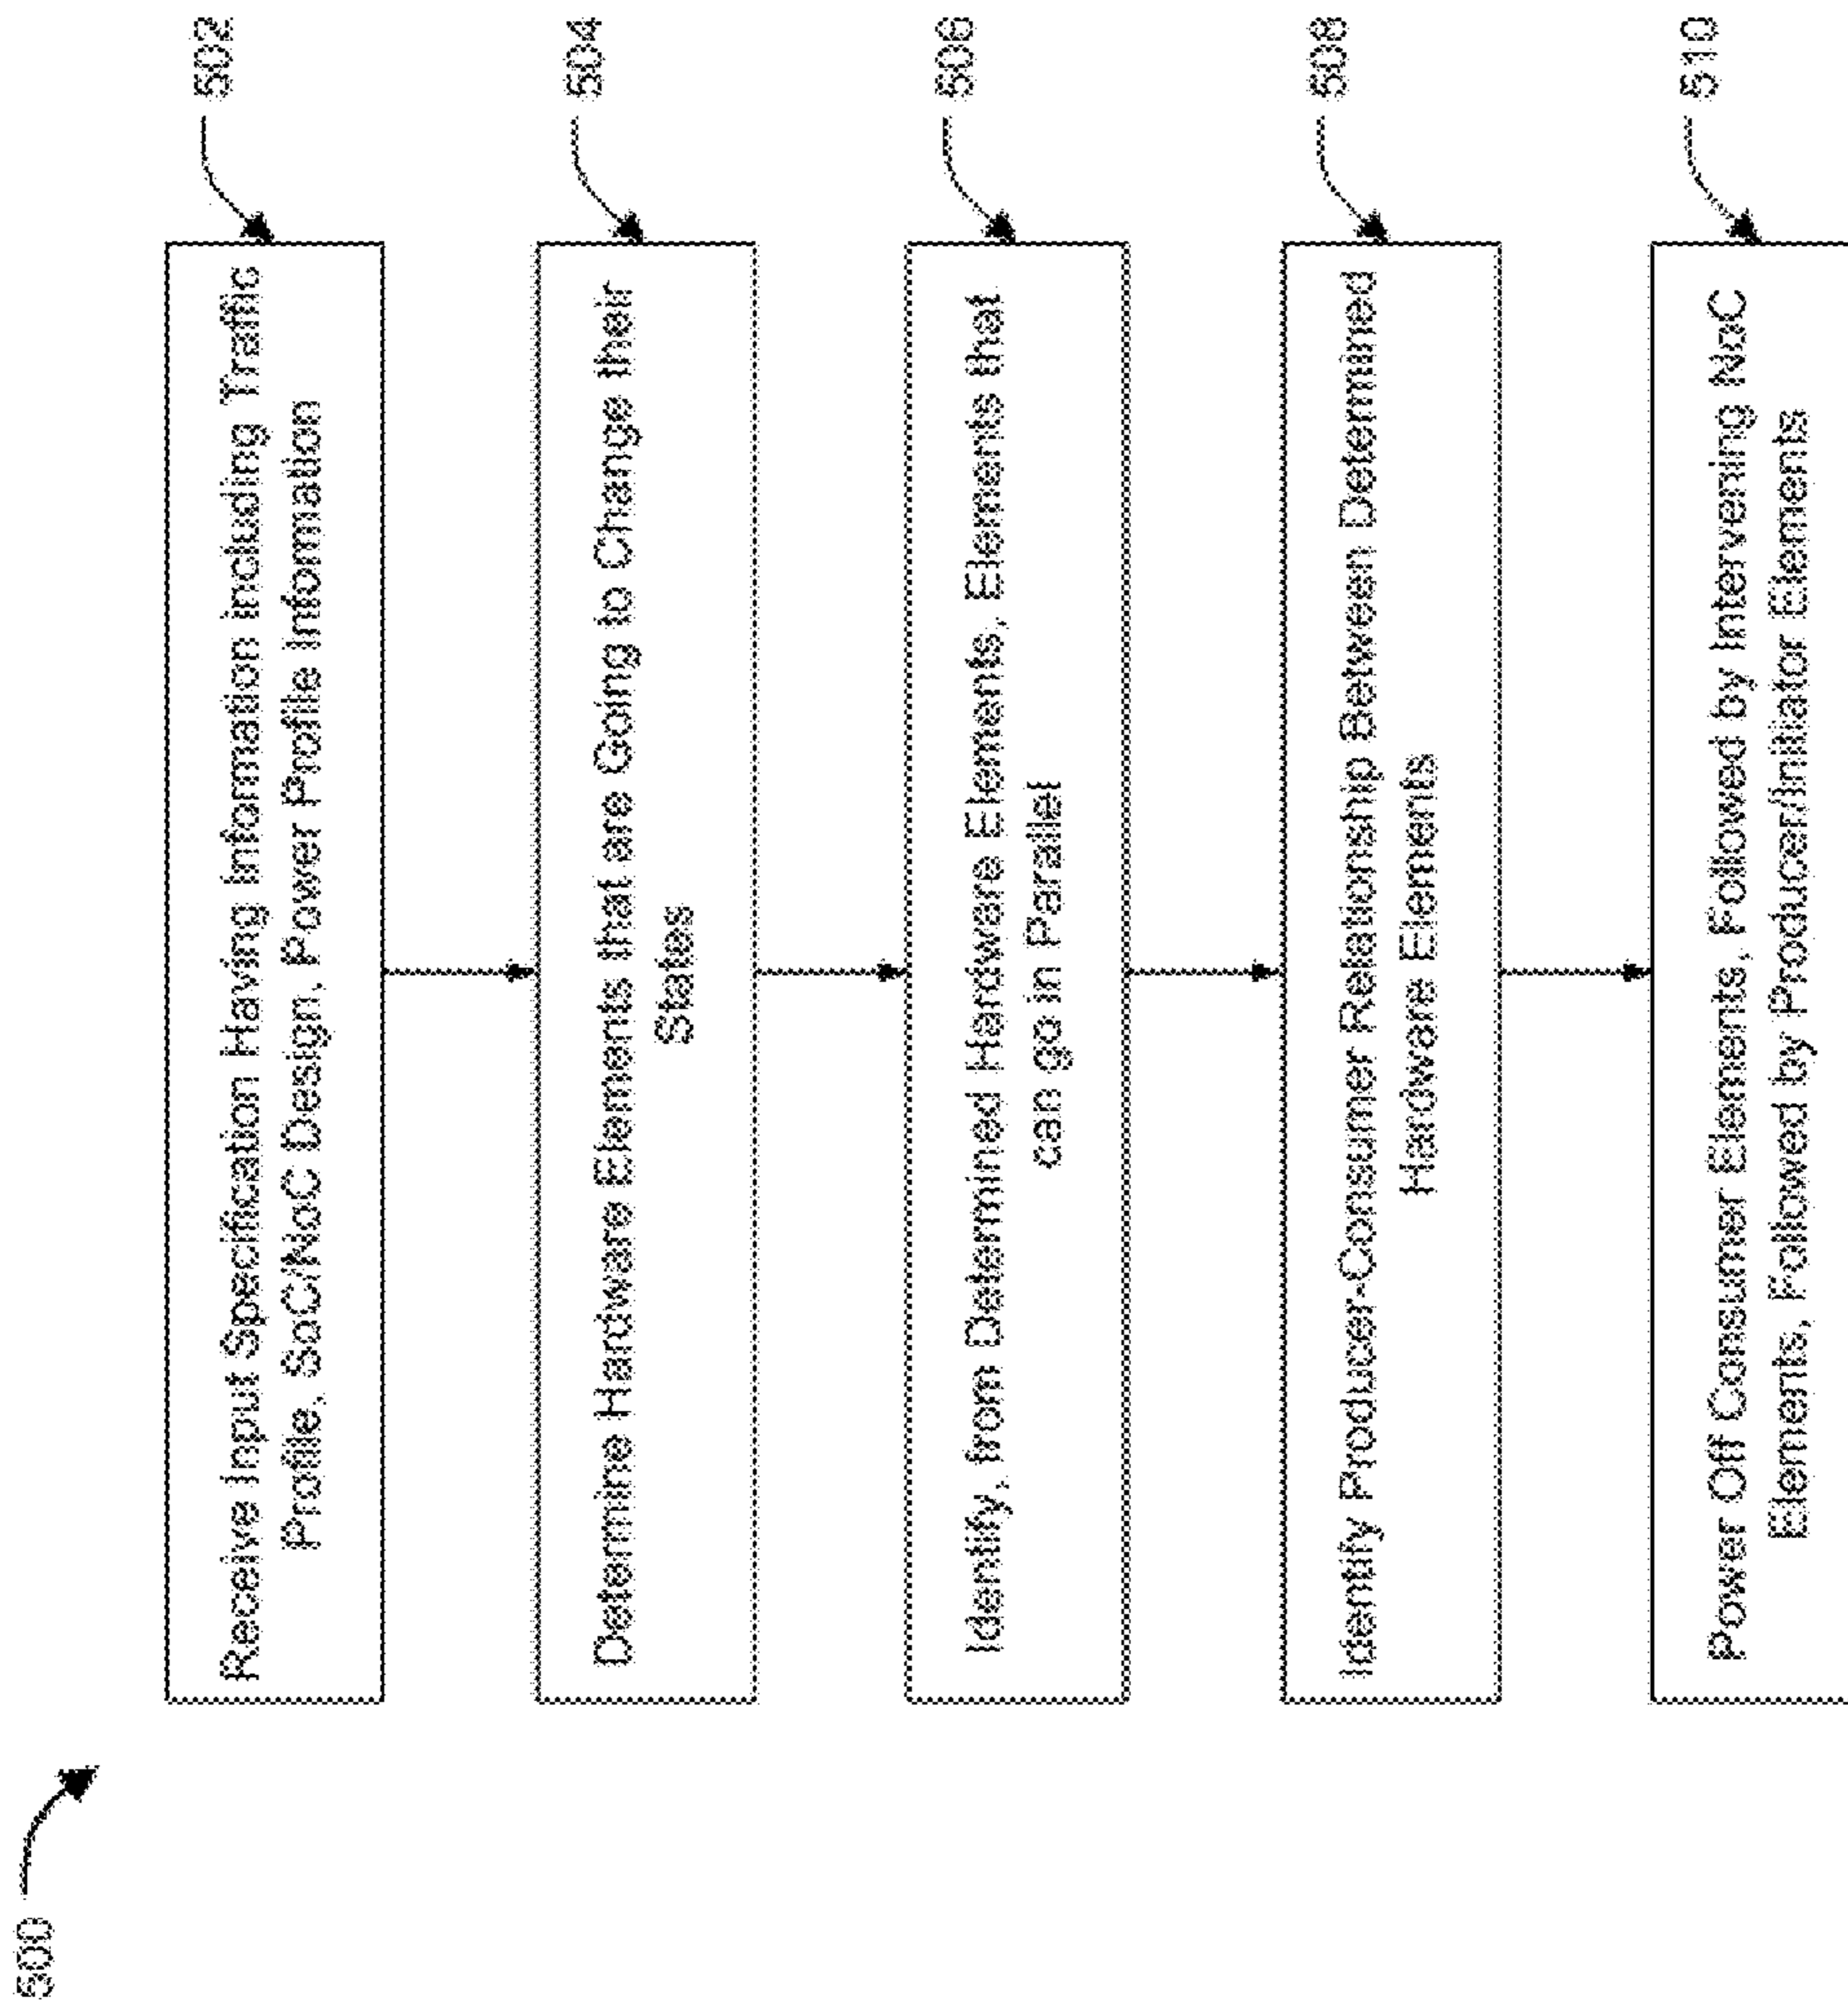 500
502
Receive Input Specification Having Information including Traffic
Profile, SoC/NoC Design, Power Profile Information
504
Determine Hardware Elements that are Going to Change their
States
506
Identify, from Determined Hardware Elements, Elements that
can go in Parallel
508
Identify Producer-Consumer Relationship Between Determined
Hardware Elements
510
Power Off Consumer Elements, Followed by Intervening NoC
Elements, Followed by Producer/Initiator Elements